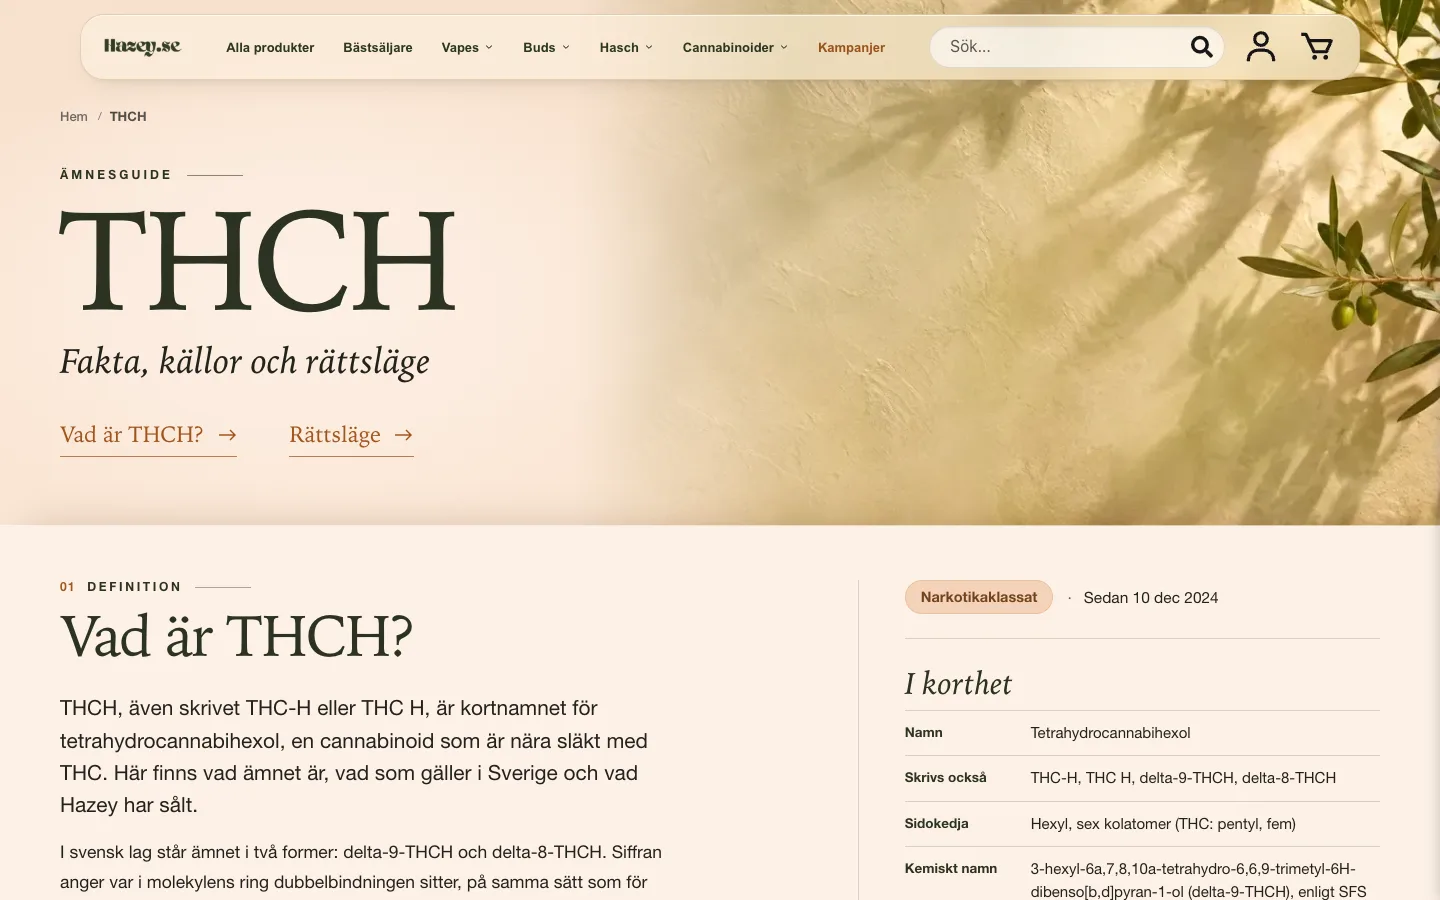 Hazey.se
Alla produkter
Bästsäljare
Vapes
Buds
Hasch
Cannabinoider
Kampanjer
Sök...
Hem / THCH
ÄMNESGUIDE
THCH
Fakta, källor och rättsläge
Vad är THCH? →
Rättsläge →
01 DEFINITION
Vad är THCH?
THCH, även skrivet THC-H eller THC H, är kortnamnet för
tetrahydrocannabihexol, en cannabinoid som är nära släkt med
THC. Här finns vad ämnet är, vad som gäller i Sverige och vad
Hazey har sålt.
I svensk lag står ämnet i två former: delta-9-THCH och delta-8-THCH. Siffran
anger var i molekylens ring dubbelbindningen sitter, på samma sätt som för
Narkotikaklassat · Sedan 10 dec 2024
I korthet
Namn Tetrahydrocannabihexol
Skrivs också THC-H, THC H, delta-9-THCH, delta-8-THCH
Sidokedja Hexyl, sex kolatomer (THC: pentyl, fem)
Kemiskt namn 3-hexyl-6a,7,8,10a-tetrahydro-6,6,9-trimetyl-6H-
dibenso[b,d]pyran-1-ol (delta-9-THCH), enligt SFS